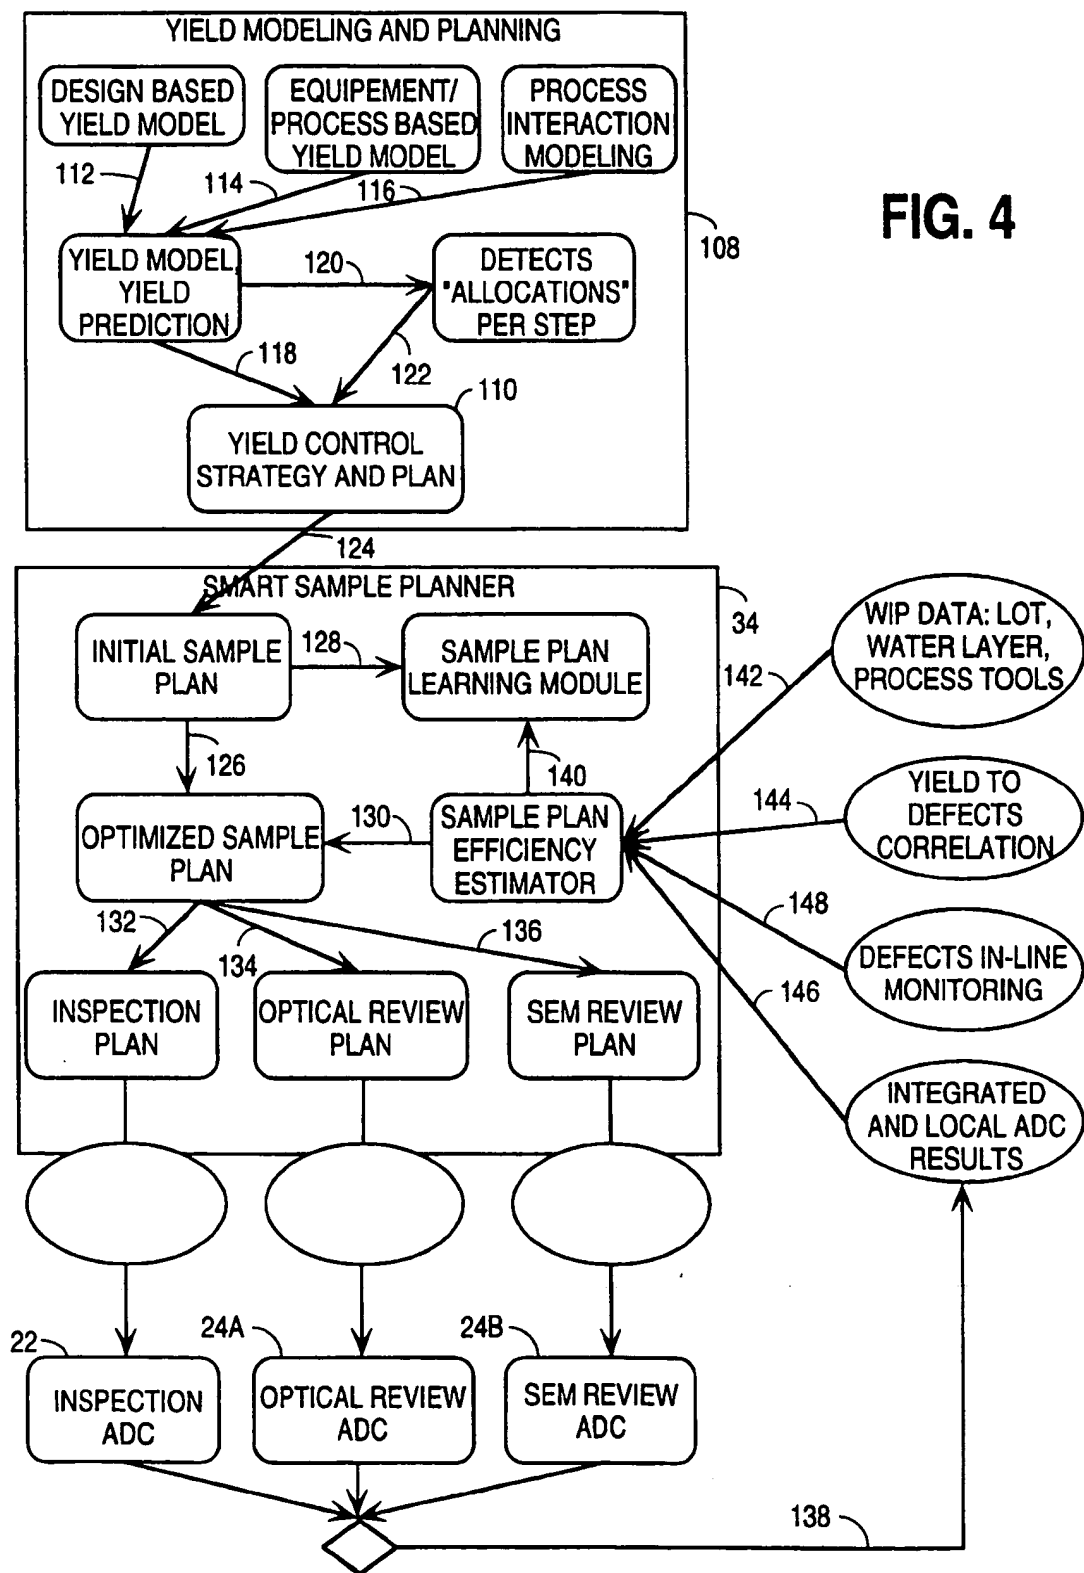 YIELD MODELING AND PLANNING
DESIGN BASED
YIELD MODEL
EQUIPEMENT/
PROCESS BASED
YIELD MODEL
PROCESS
INTERACTION
MODELING
112
114
116
FIG. 4
108
YIELD MODEL,
YIELD
PREDICTION
120
DETECTS
"ALLOCATIONS"
PER STEP
118
122
110
YIELD CONTROL
STRATEGY AND PLAN
124
SMART SAMPLE PLANNER
34
INITIAL SAMPLE
PLAN
128
SAMPLE PLAN
LEARNING MODULE
WIP DATA: LOT,
WATER LAYER,
PROCESS TOOLS
142
126
140
OPTIMIZED SAMPLE
PLAN
130
SAMPLE PLAN
EFFICIENCY
ESTIMATOR
144
YIELD TO
DEFECTS
CORRELATION
132
134
136
148
DEFECTS IN-LINE
MONITORING
146
INSPECTION
PLAN
OPTICAL REVIEW
PLAN
SEM REVIEW
PLAN
INTEGRATED
AND LOCAL ADC
RESULTS
22
24A
24B
INSPECTION
ADC
OPTICAL REVIEW
ADC
SEM REVIEW
ADC
138